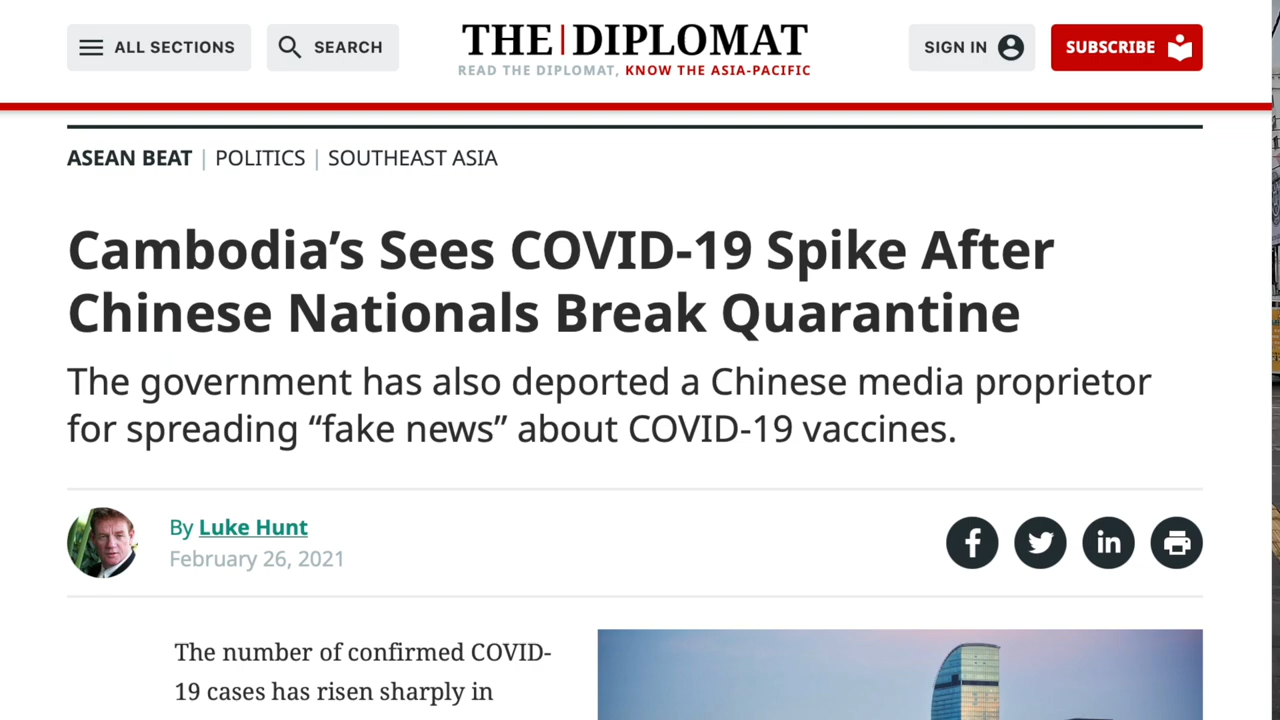 ALL SECTIONS
SEARCH
THE|DIPLOMAT
READ THE DIPLOMAT, KNOW THE ASIA-PACIFIC
SIGN IN
SUBSCRIBE
ASEAN BEAT | POLITICS | SOUTHEAST ASIA
Cambodia’s Sees COVID-19 Spike After
Chinese Nationals Break Quarantine
The government has also deported a Chinese media proprietor
for spreading “fake news” about COVID-19 vaccines.
By Luke Hunt
February 26, 2021
The number of confirmed COVID-
19 cases has risen sharply in